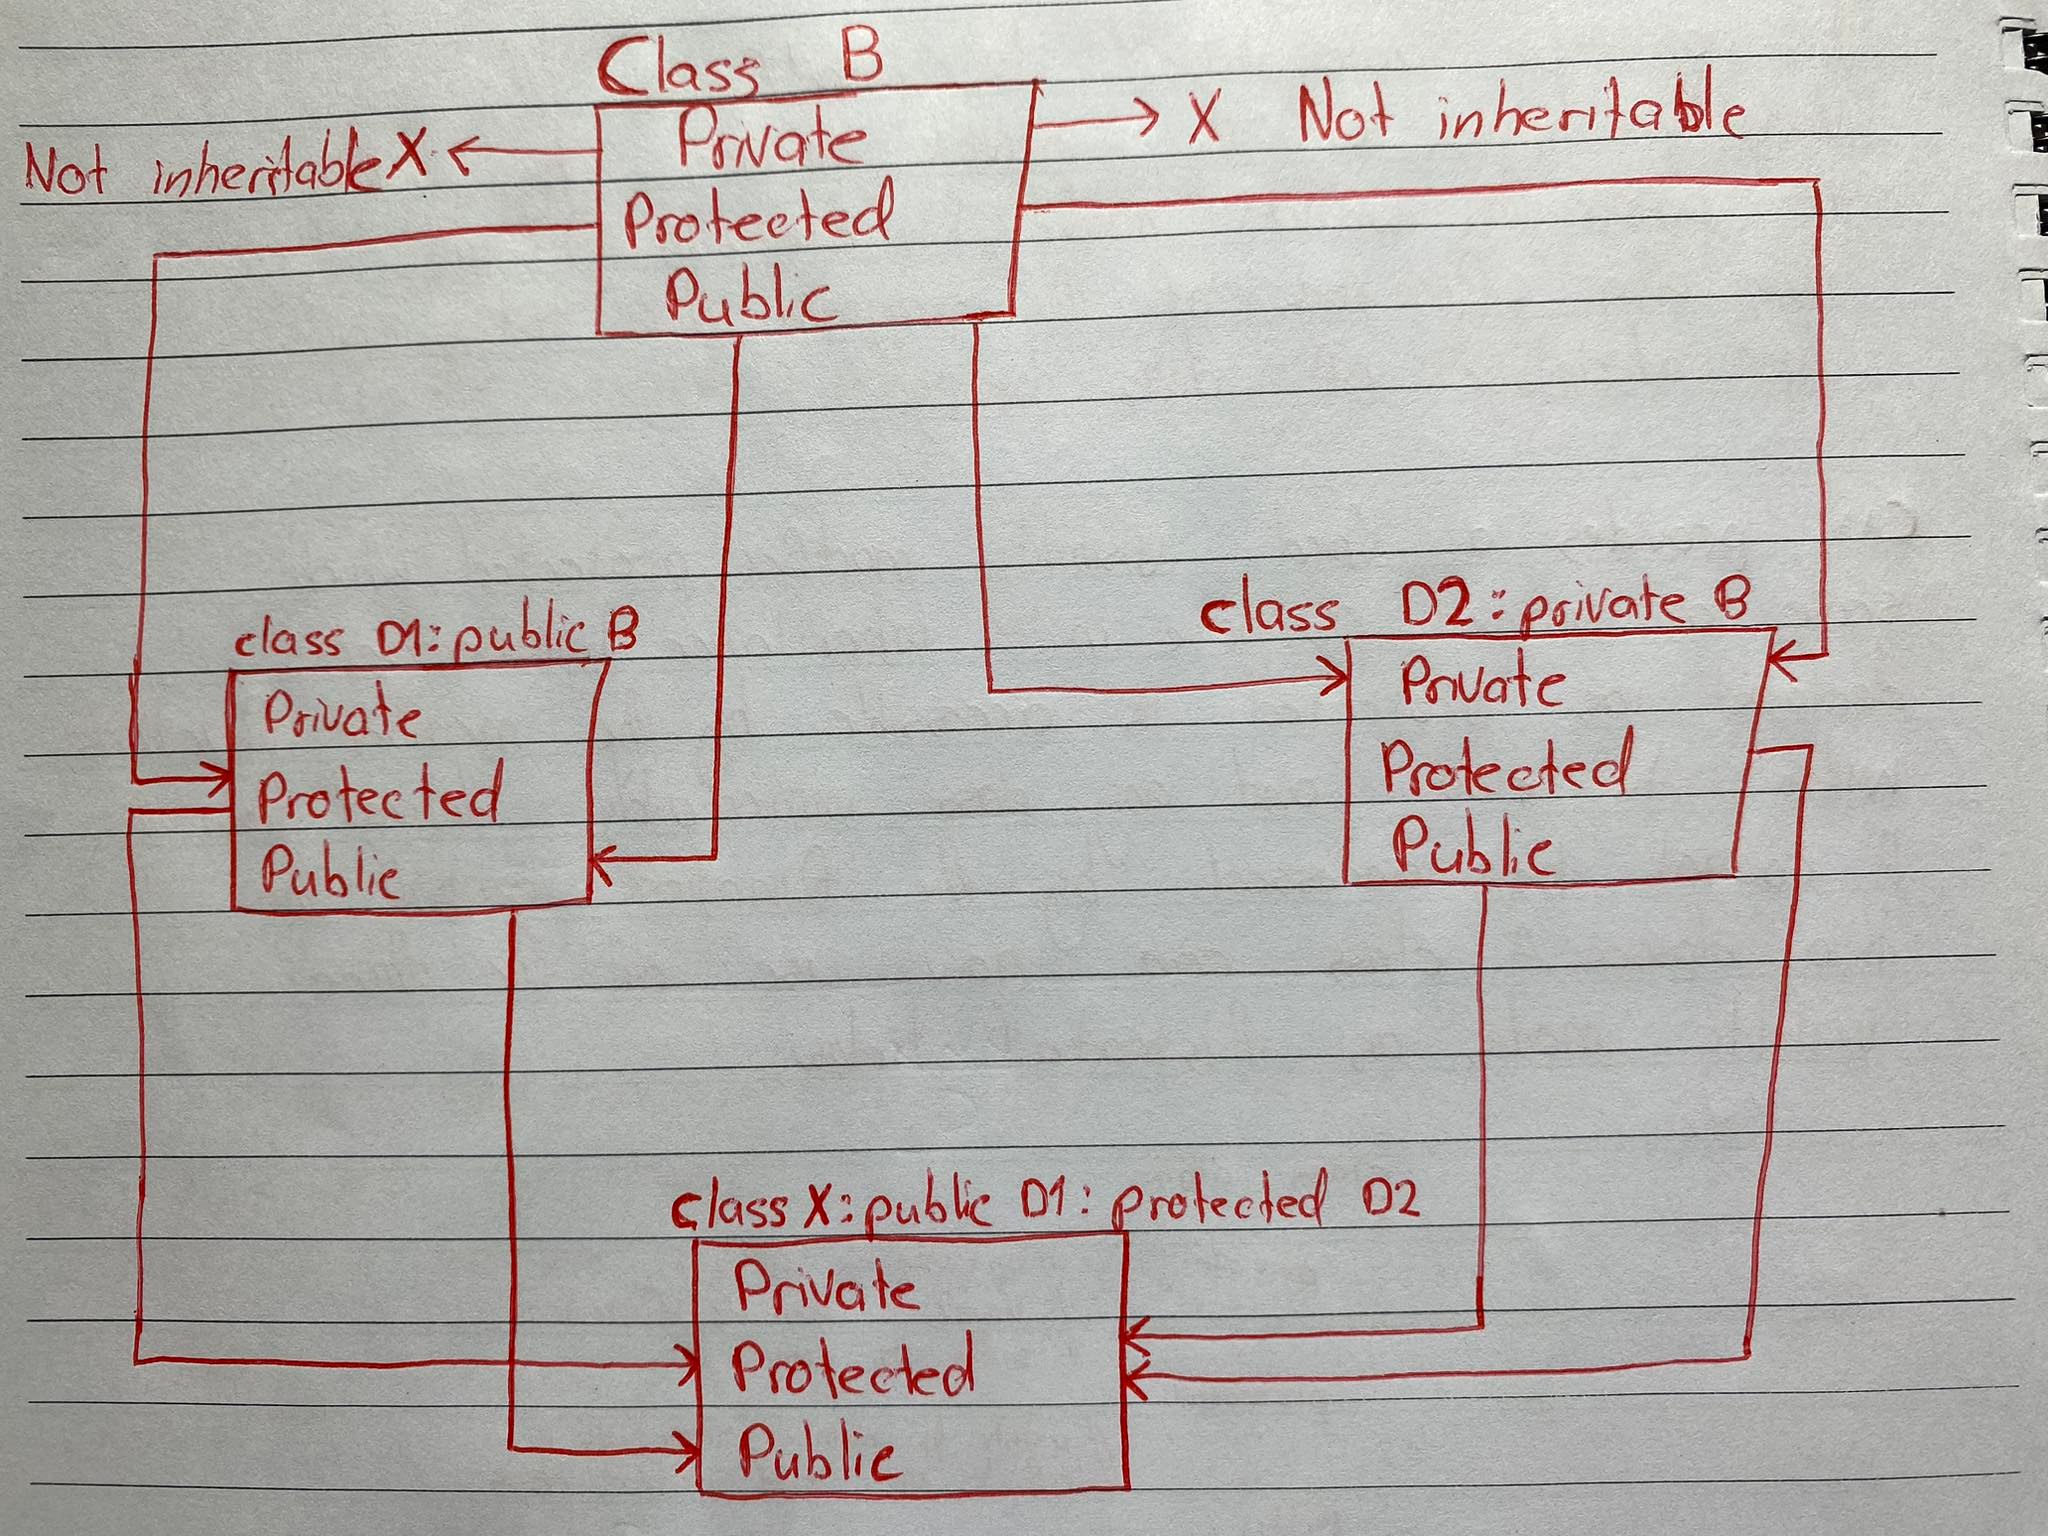 Class B
Private
Not inheritable X
X Not inheritable
Protected
Public
class D1: public B
Private
Protected
Public
class D2: private B
Private
Protected
Public
class X: public D1: protected D2
Private
Protected
Public